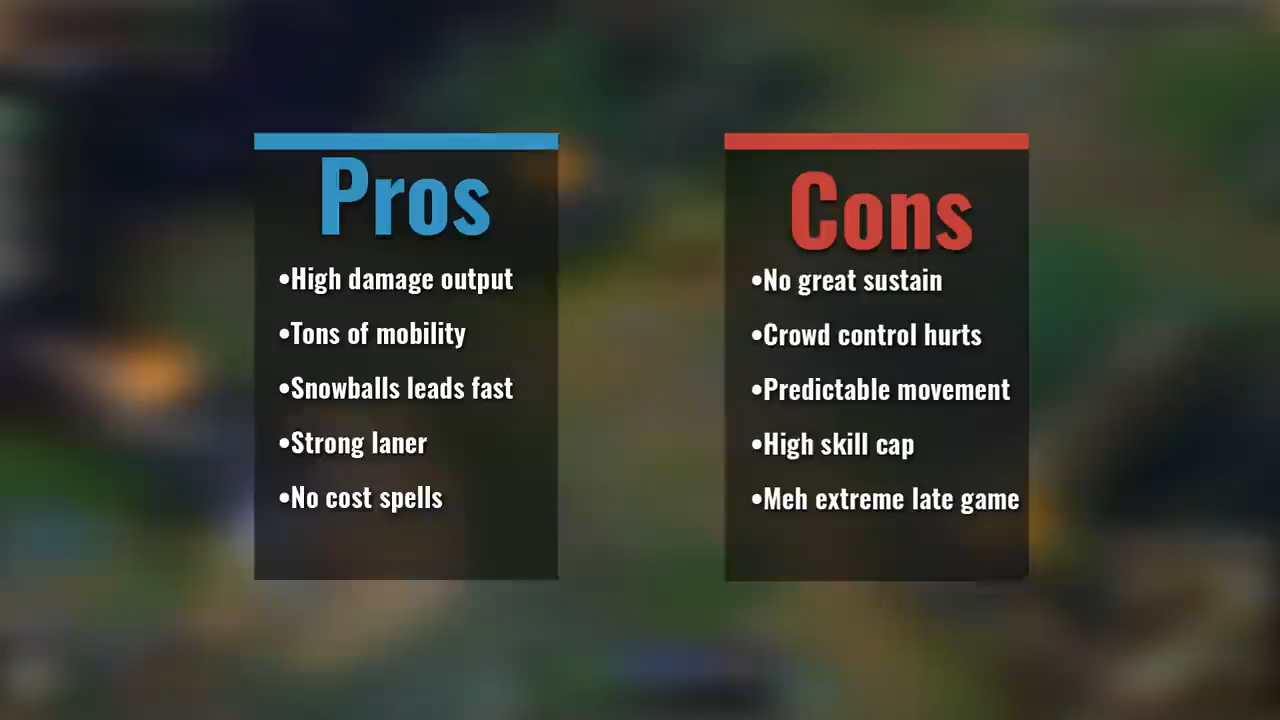 Pros
•High damage output
•Tons of mobility
•Snowballs leads fast
•Strong laner
•No cost spells
Cons
•No great sustain
•Crowd control hurts
•Predictable movement
•High skill cap
•Meh extreme late game